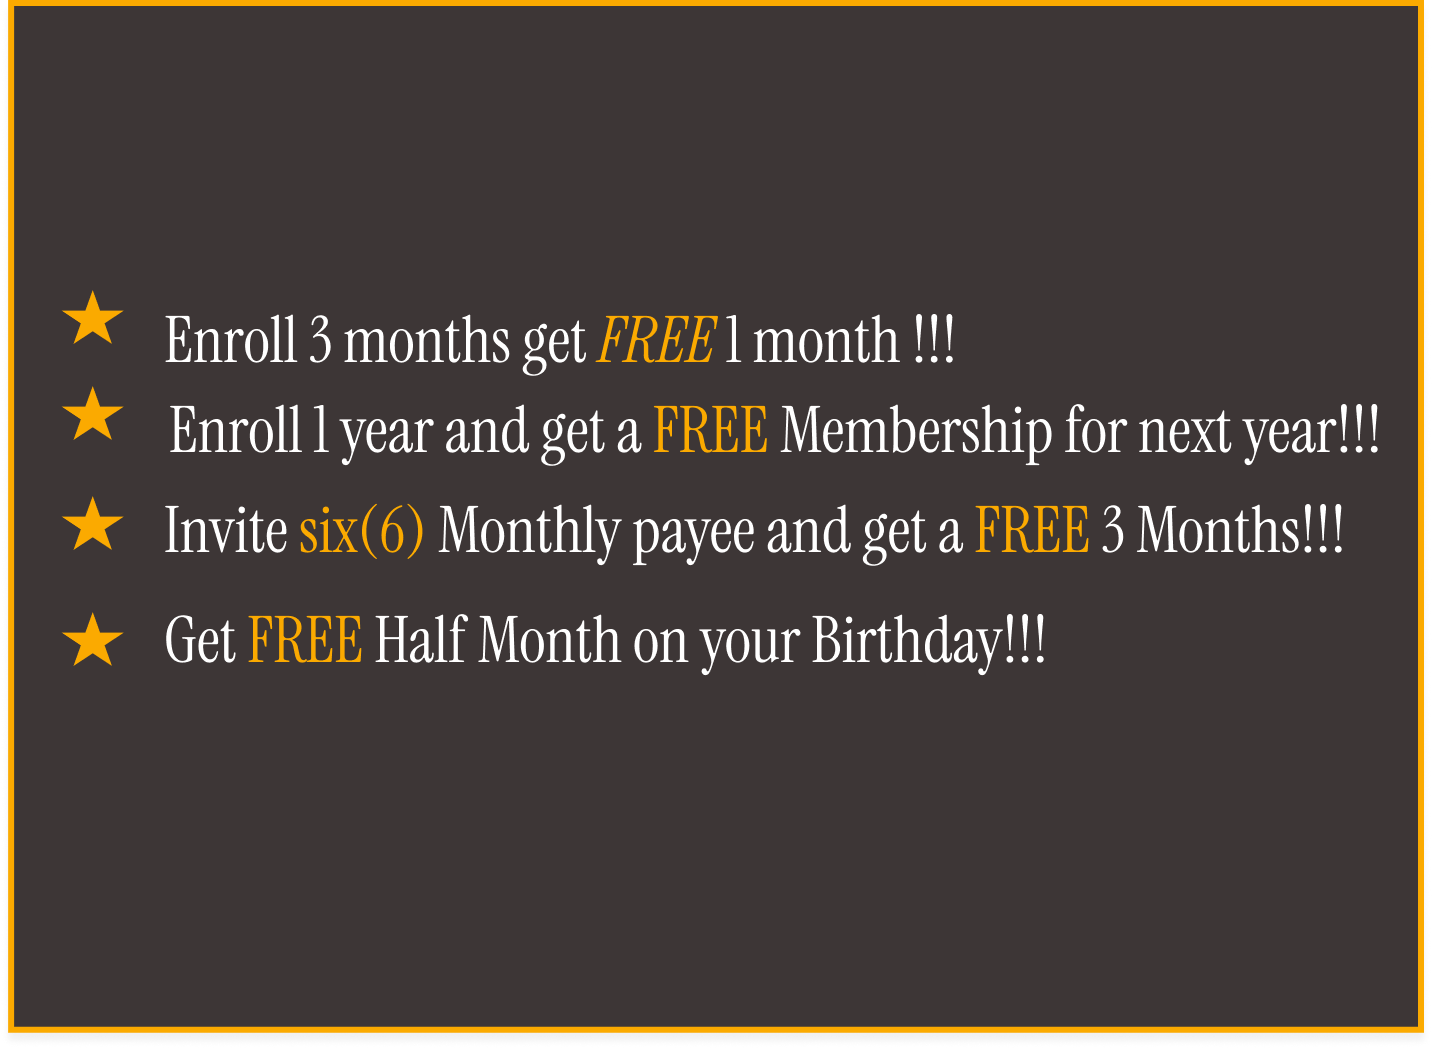 Enroll 3 months get FREE 1 month !!!
Enroll 1 year and get a FREE Membership for next year!!!
Invite six(6) Monthly payee and get a FREE 3 Months!!!
Get FREE Half Month on your Birthday!!!